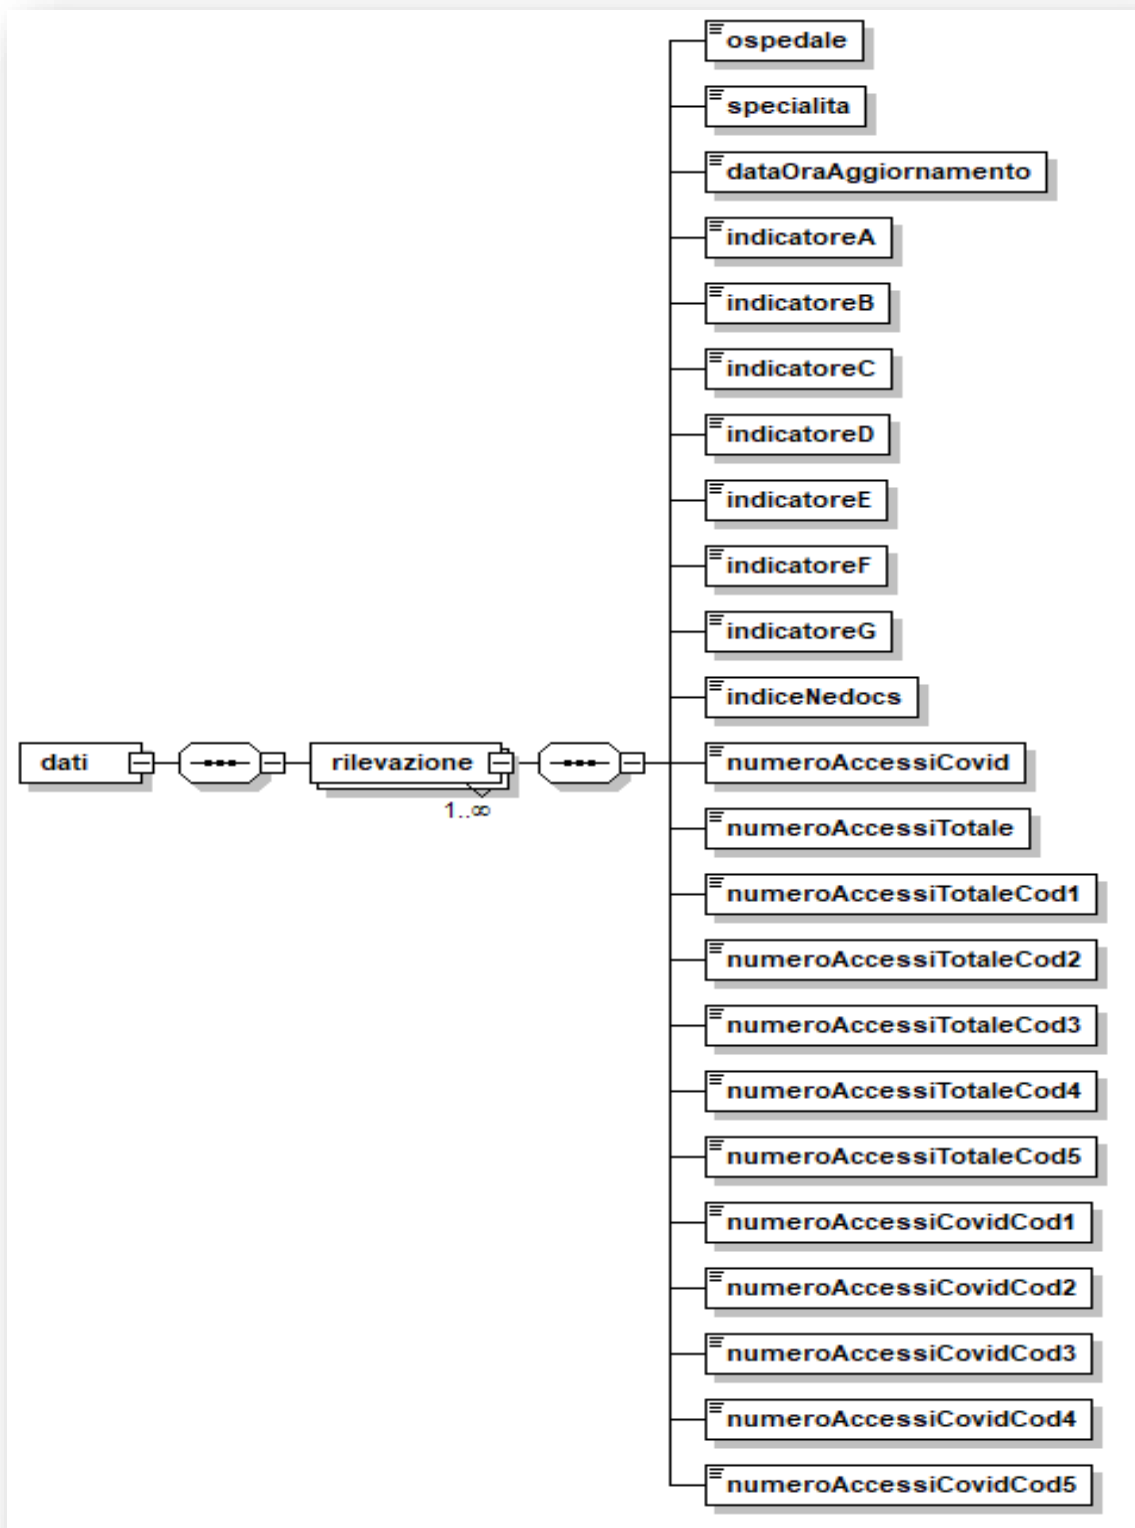 ospedale
specialita
dataOraAggiornamento
indicatoreA
indicatoreB
indicatoreC
indicatoreD
indicatoreE
indicatoreF
indicatoreG
indiceNedocs
dati
rilevazione
1..∞
numeroAccessiCovid
numeroAccessiTotale
numeroAccessiTotaleCod1
numeroAccessiTotaleCod2
numeroAccessiTotaleCod3
numeroAccessiTotaleCod4
numeroAccessiTotaleCod5
numeroAccessiCovidCod1
numeroAccessiCovidCod2
numeroAccessiCovidCod3
numeroAccessiCovidCod4
numeroAccessiCovidCod5